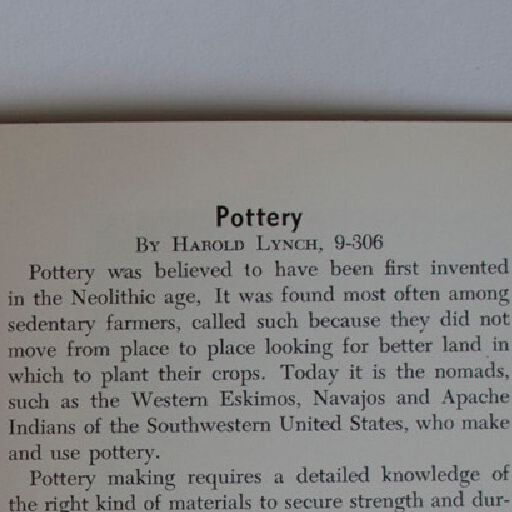 Pottery
By Harold Lynch, 9-306
Pottery was believed to have been first invented
in the Neolithic age, It was found most often among
sedentary farmers, called such because they did not
move from place to place looking for better land in
which to plant their crops. Today it is the nomads,
such as the Western Eskimos, Navajos and Apache
Indians of the Southwestern United States, who make
and use pottery.
Pottery making requires a detailed knowledge of
the right kind of materials to secure strength and dur-